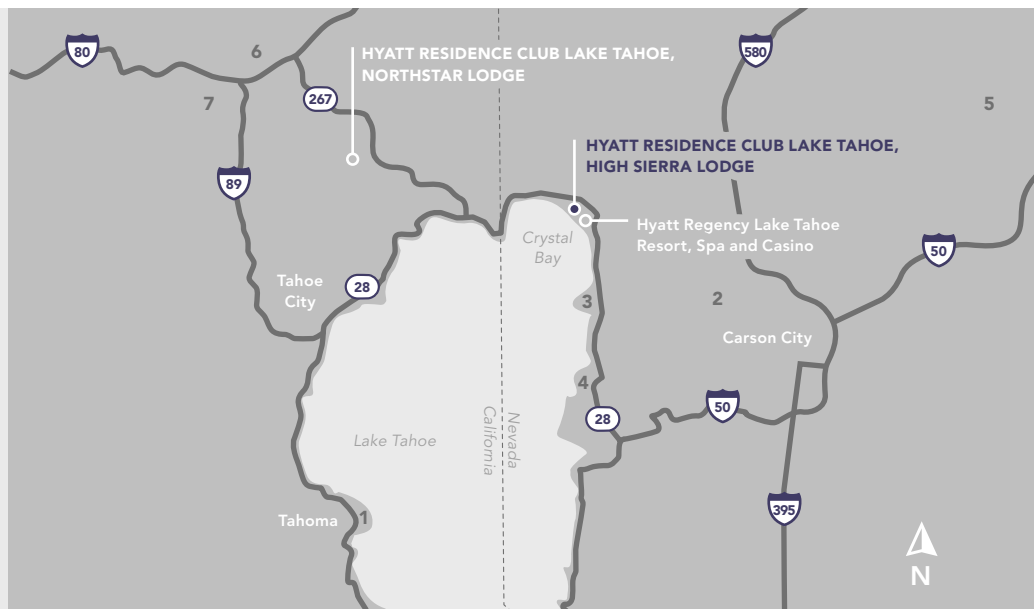 80
6
HYATT RESIDENCE CLUB LAKE TAHOE,
NORTHSTAR LODGE
580
7
267
5
HYATT RESIDENCE CLUB LAKE TAHOE,
HIGH SIERRA LODGE
89
Hyatt Regency Lake Tahoe
Resort, Spa and Casino
Crystal
Bay
50
Tahoe
City
28
3
2
Carson City
4
28
50
Lake Tahoe
California
Nevada
Tahoma
1
395
N